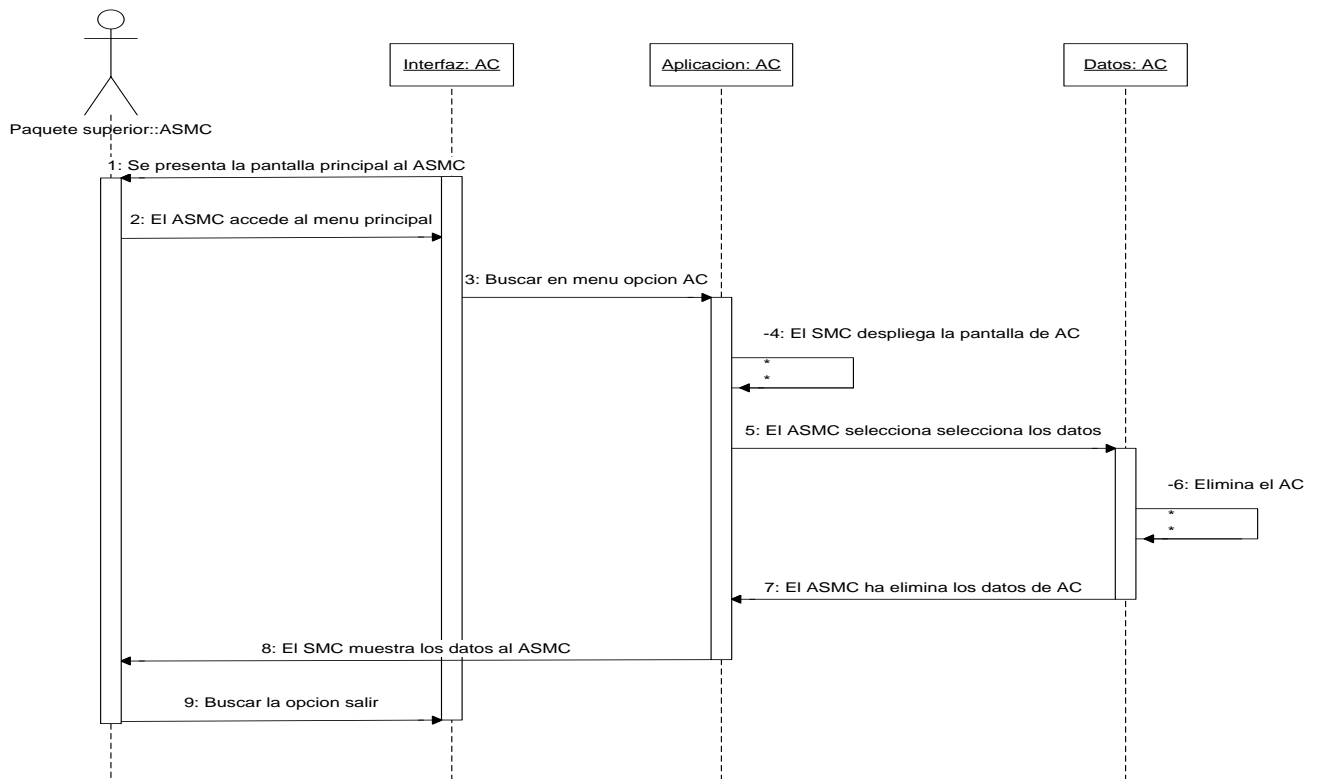 Interfaz: AC
Aplicacion: AC
Datos: AC
Paquete superior::ASMC
1: Se presenta la pantalla principal al ASMC
2: El ASMC accede al menu principal
3: Buscar en menu opcion AC
-4: El SMC despliega la pantalla de AC
*
*
5: El ASMC selecciona selecciona los datos
-6: Elimina el AC
*
*
7: El ASMC ha elimina los datos de AC
8: El SMC muestra los datos al ASMC
9: Buscar la opcion salir